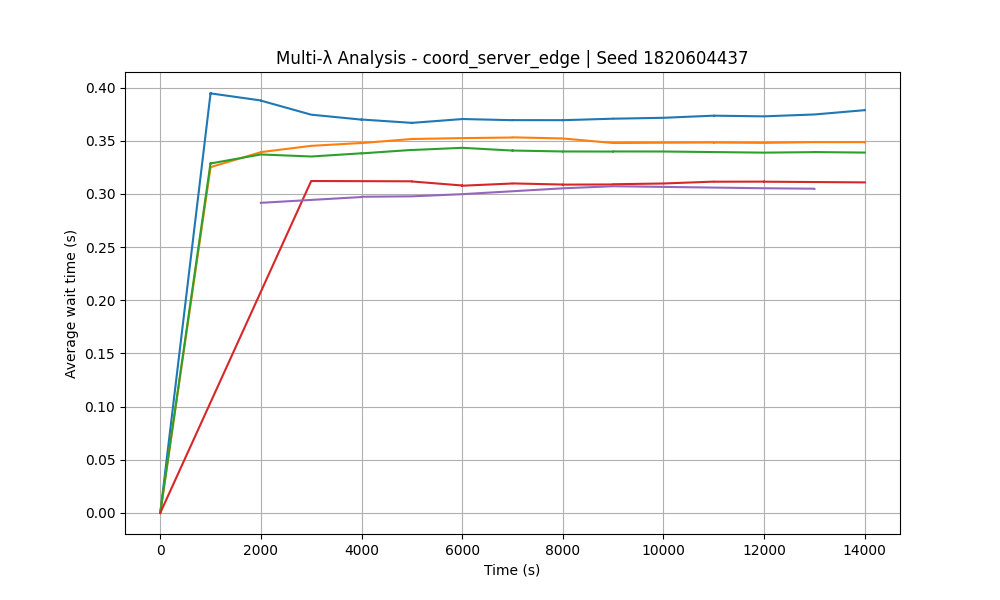 Multi-λ Analysis - coord_server_edge | Seed 1820604437
Average wait time (s)
0.40
0.35
0.30
0.25
0.20
0.15
0.10
0.05
0.00
0 2000 4000 6000 8000 10000 12000 14000
Time (s)